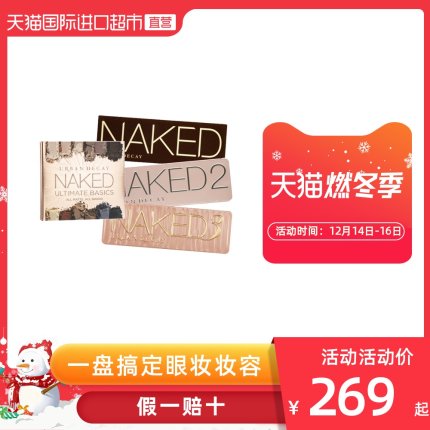 天猫国际进口超市 直营
NAKED
URBAN DECAY
NAKED
ULTIMATE BASICS
NAKED2
URBAN DECAY
NAKED3
天猫燃冬季
活动时间：12月14日-16日
一盘搞定眼妆妆容
假一赔十
活动活动价
¥ 269 起